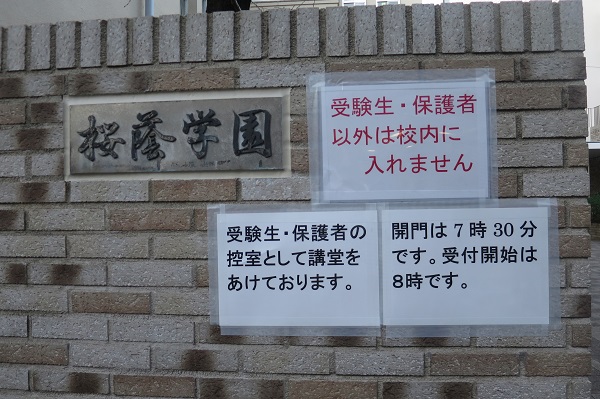 桜蔭学園
受験生・保護者
以外は校内に
入れません
受験生・保護者の
控室として講堂を
あけております。
開門は7時30分
です。受付開始は
8時です。